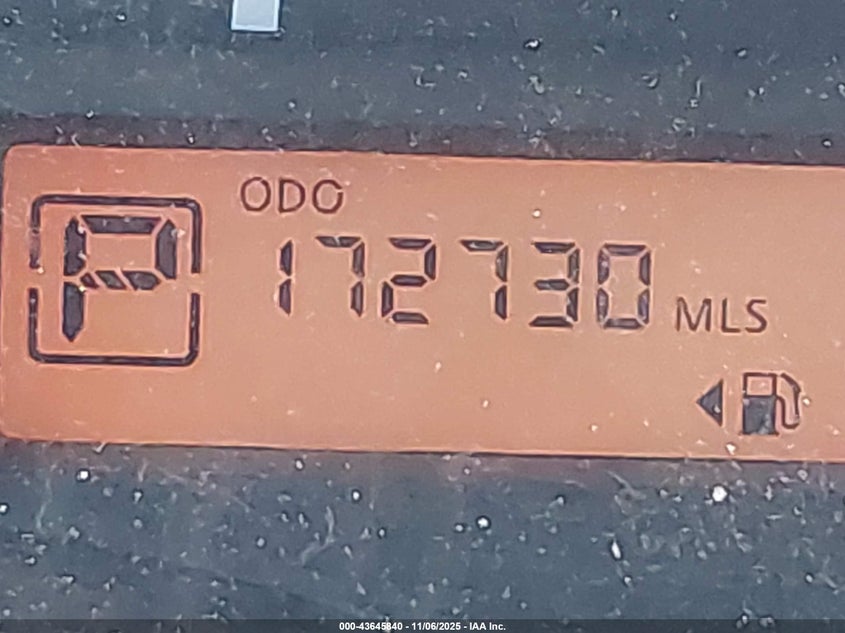 P
ODO
172730 MLS
000-43645840 - 11/06/2025 - IAA Inc.